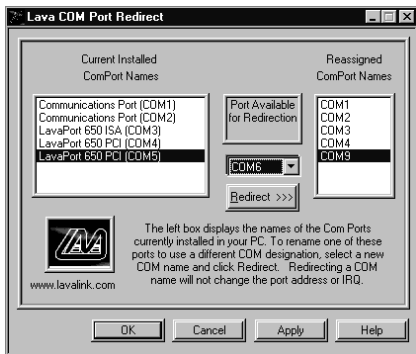 Lava COM Port Redirect
Current Installed
ComPort Names
Communications Port (COM1)
Communications Port (COM2)
LavaPort 650 ISA (COM3)
LavaPort 650 PCI (COM4)
LavaPort 650 PCI (COM5)
Port Available
for Redirection
COM6
Redirect >>>
Reassigned
ComPort Names
COM1
COM2
COM3
COM4
COM9
LAVA
www.lavalink.com
The left box displays the names of the Com Ports
currently installed in your PC. To rename one of these
ports to use a different COM designation, select a new
COM name and click Redirect. Redirecting a COM
name will not change the port address or IRQ.
OK
Cancel
Apply
Help